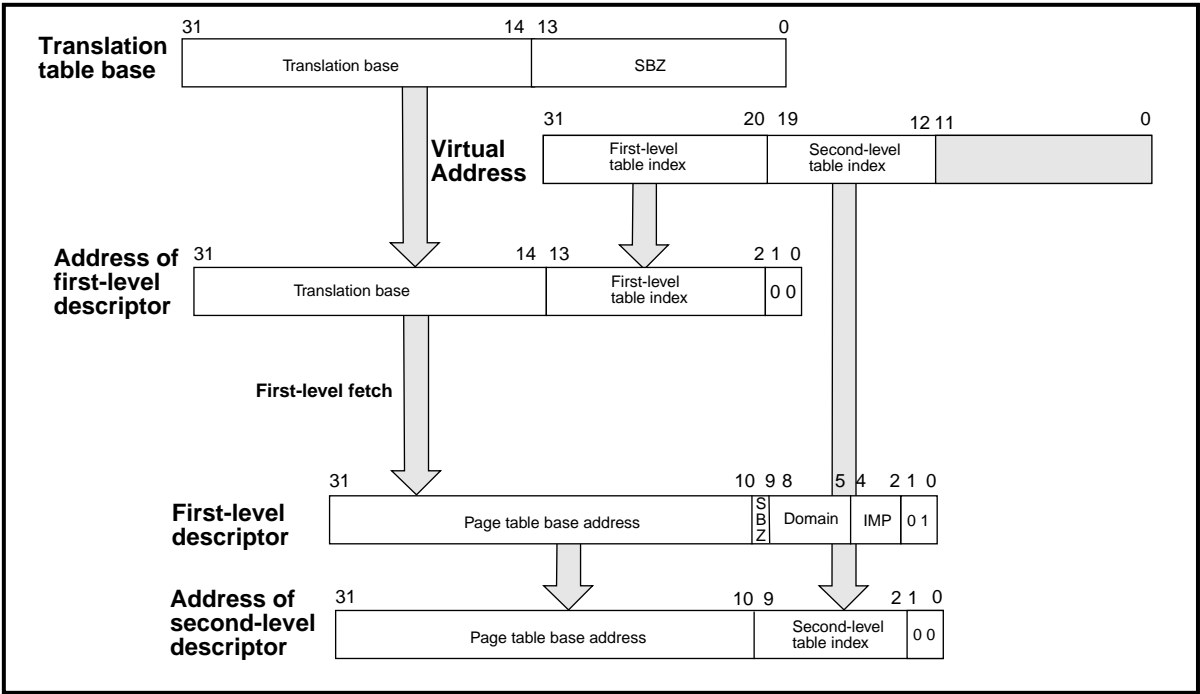 31 14 13 0
Translation
table base
Translation base SBZ
31 20 19 12 11 0
Virtual
Address
First-level
table index
Second-level
table index
Address of
first-level
descriptor
31 14 13 2 1 0
Translation base
First-level
table index
0 0
First-level fetch
31 10 9 8 5 4 2 1 0
First-level
descriptor
Page table base address
S
B
Z
Domain IMP 0 1
Address of
second-level
descriptor
31 10 9 2 1 0
Page table base address
Second-level
table index
0 0